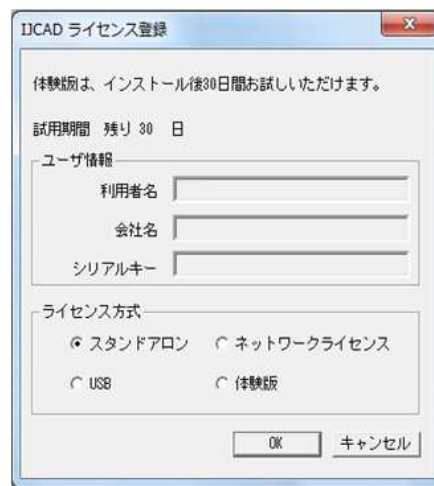 IJCAD ライセンス登録
体験版は、インストール後30日間お試しいただけます。
試用期間 残り 30 日
ユーザ情報
利用者名
会社名
シリアルキー
ライセンス方式
スタンドアロン ネットワークライセンス
USB 体験版
OK キャンセル